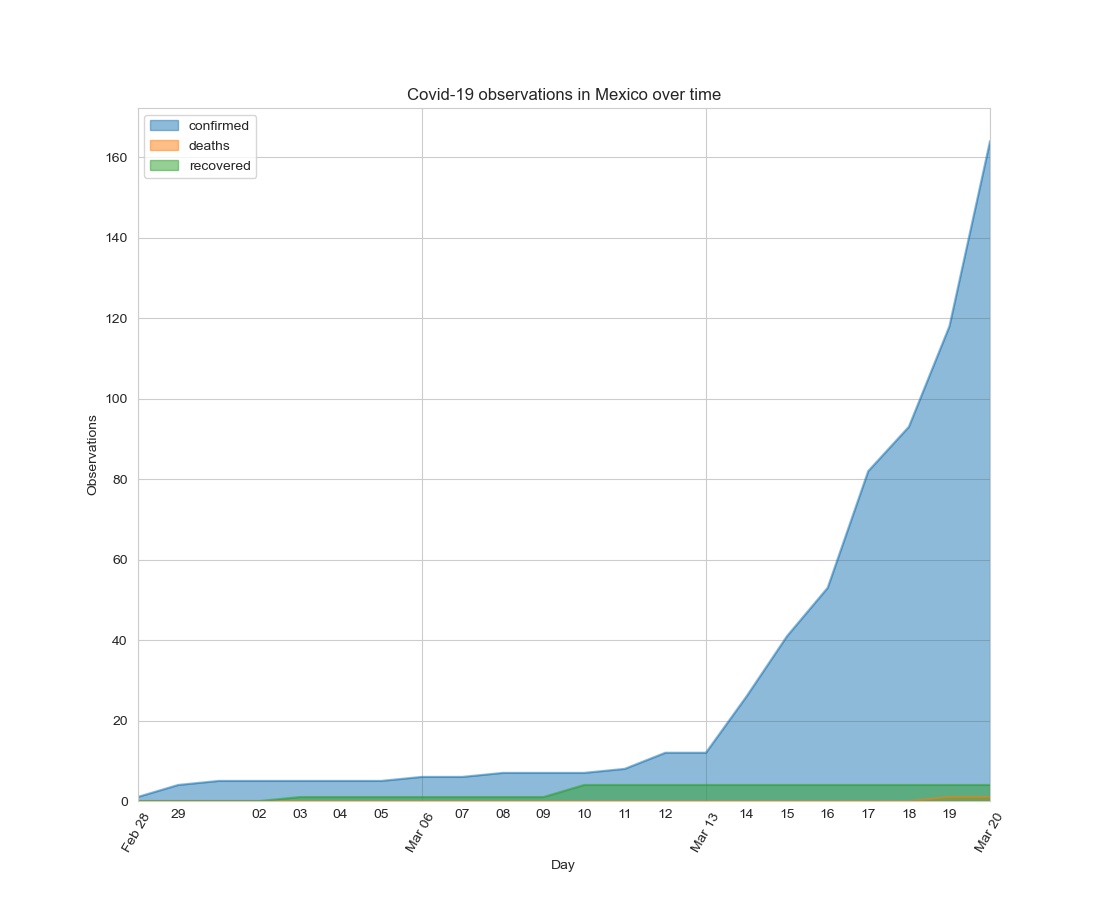 Covid-19 observations in Mexico over time
confirmed
deaths
recovered
160
140
120
100
80
60
40
20
0
Observations
Feb 28 29 02 03 04 05 Mar 06 07 08 09 10 11 12 Mar 13 14 15 16 17 18 19 Mar 20
Day